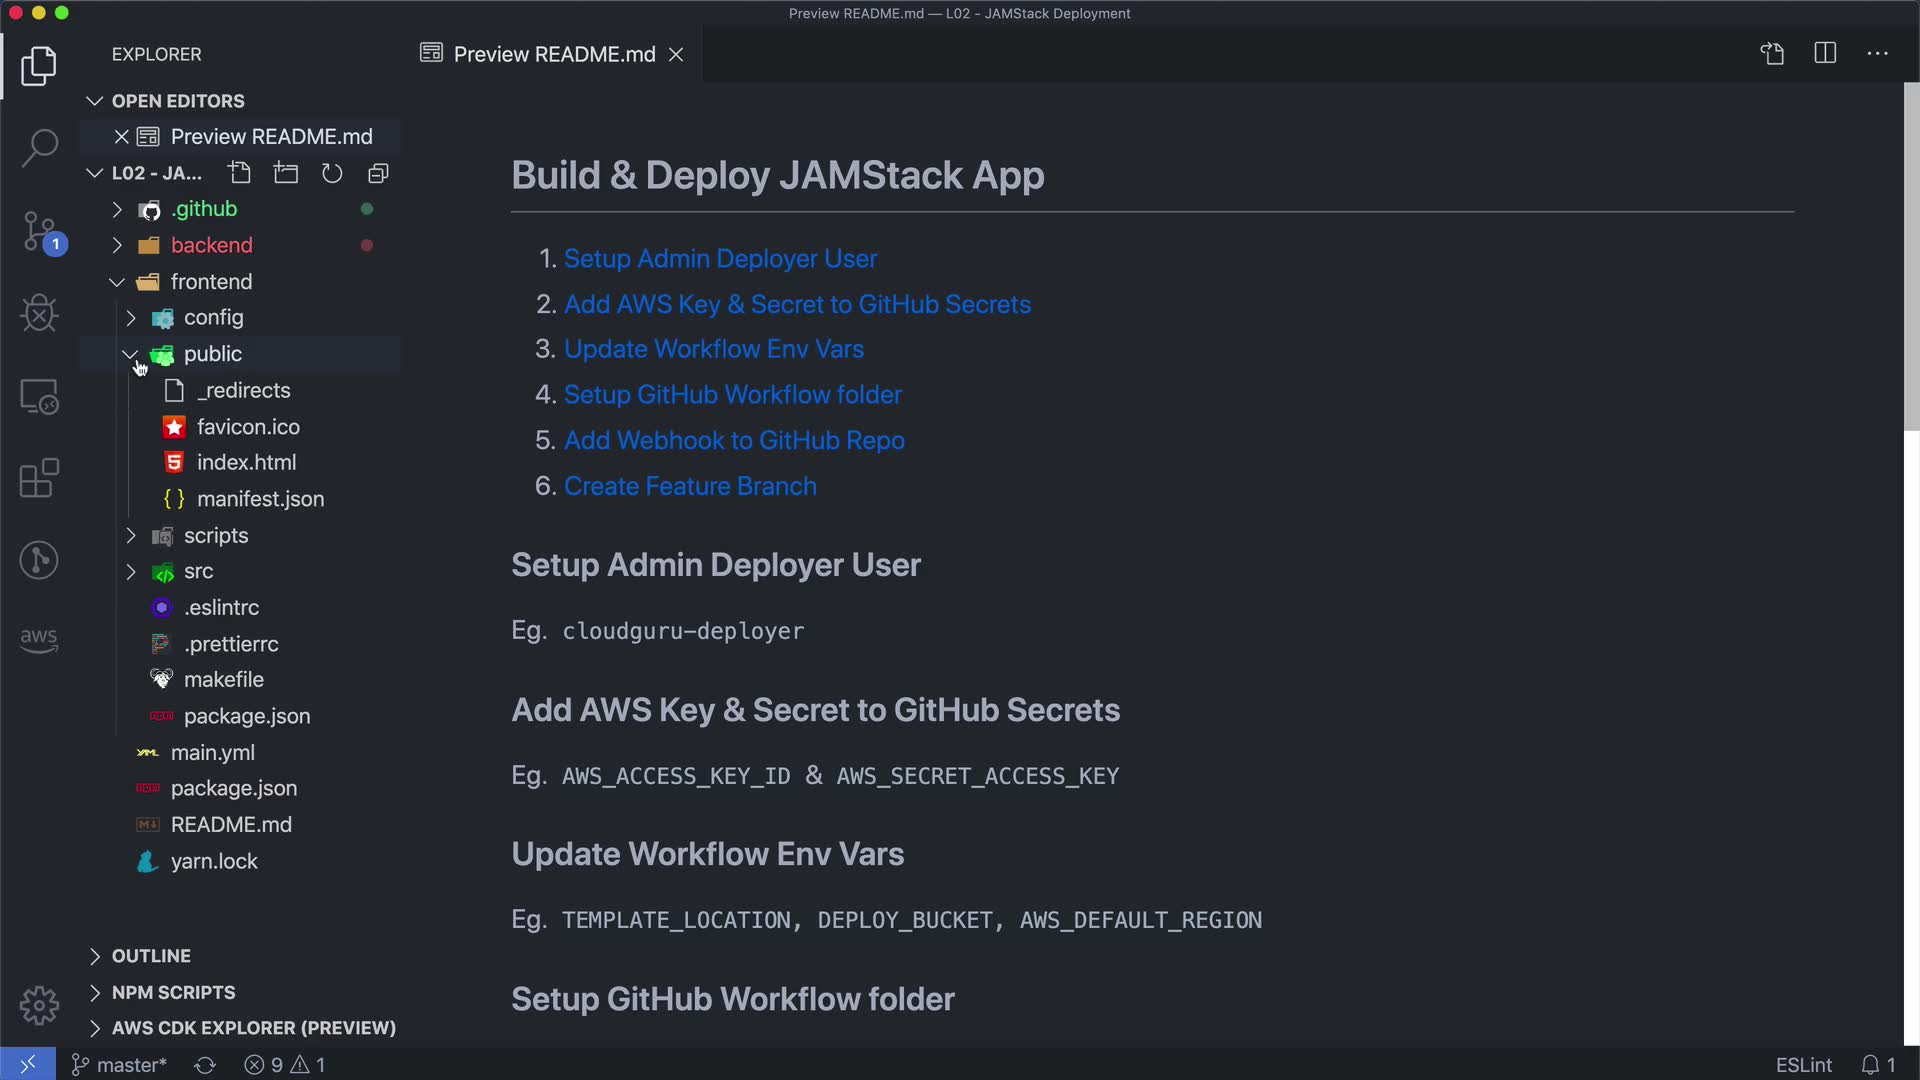 Preview README.md — L02 - JAMStack Deployment
EXPLORER
Preview README.md
OPEN EDITORS
Preview README.md
L02 - JA...
.github
backend
frontend
config
public
_redirects
favicon.ico
index.html
manifest.json
scripts
src
.eslintrc
.prettierrc
makefile
package.json
main.yml
package.json
README.md
yarn.lock
OUTLINE
NPM SCRIPTS
AWS CDK EXPLORER (PREVIEW)
1
aws
Build & Deploy JAMStack App
1. Setup Admin Deployer User
2. Add AWS Key & Secret to GitHub Secrets
3. Update Workflow Env Vars
4. Setup GitHub Workflow folder
5. Add Webhook to GitHub Repo
6. Create Feature Branch
Setup Admin Deployer User
Eg. cloudguru-deployer
Add AWS Key & Secret to GitHub Secrets
Eg. AWS_ACCESS_KEY_ID & AWS_SECRET_ACCESS_KEY
Update Workflow Env Vars
Eg. TEMPLATE_LOCATION, DEPLOY_BUCKET, AWS_DEFAULT_REGION
Setup GitHub Workflow folder
master* 9 1 ESLint 1